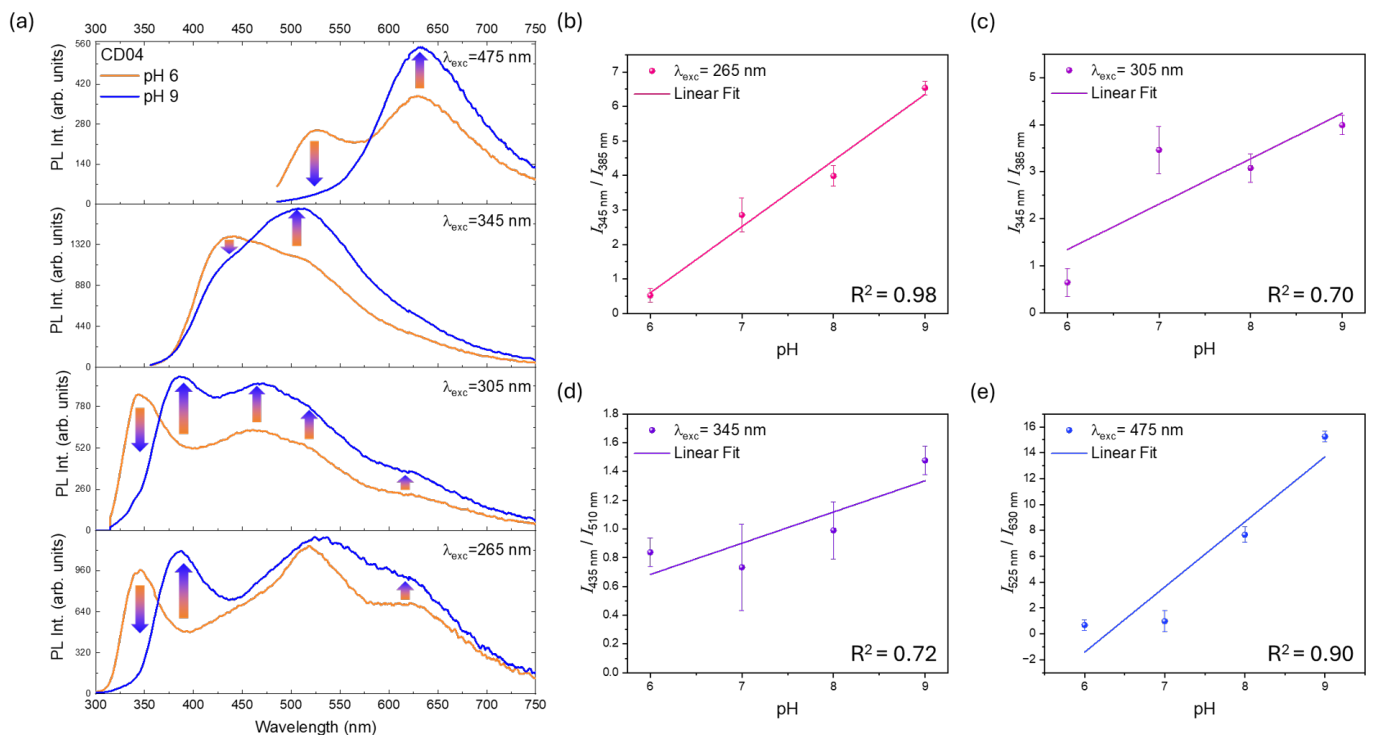 (a)
300 350 400 450 500 550 600 650 700 750
CD04
pH 6
pH 9
λexc=475 nm
560
420
280
140
0
PL Int. (arb. units)
λexc=345 nm
1320
880
440
0
PL Int. (arb. units)
λexc=305 nm
780
520
260
0
PL Int. (arb. units)
λexc=265 nm
960
640
320
0
PL Int. (arb. units)
300 350 400 450 500 550 600 650 700 750
Wavelength (nm)
(b)
λexc= 265 nm
Linear Fit
7
6
5
4
3
2
1
0
I345 nm / I385 nm
R² = 0.98
6 7 8 9
pH
(c)
λexc= 305 nm
Linear Fit
5
4
3
2
1
0
I345 nm / I385 nm
R² = 0.70
6 7 8 9
pH
(d)
λexc= 345 nm
Linear Fit
1.8
1.6
1.4
1.2
1.0
0.8
0.6
0.4
0.2
0.0
I435 nm / I510 nm
R² = 0.72
6 7 8 9
pH
(e)
λexc= 475 nm
Linear Fit
16
14
12
10
8
6
4
2
0
−2
I525 nm / I630 nm
R² = 0.90
6 7 8 9
pH